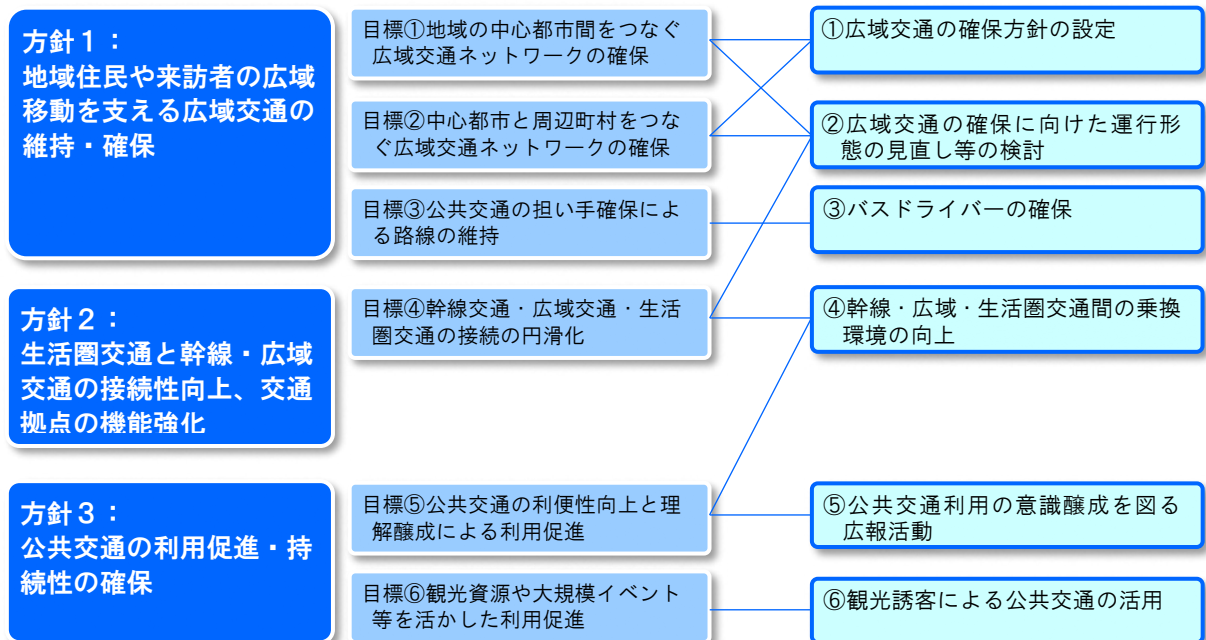 方針１：
地域住民や来訪者の広域
移動を支える広域交通の
維持・確保
目標①地域の中心都市間をつなぐ
広域交通ネットワークの確保
目標②中心都市と周辺町村をつな
ぐ広域交通ネットワークの確保
目標③公共交通の担い手確保によ
る路線の維持
①広域交通の確保方針の設定
②広域交通の確保に向けた運行形
態の見直し等の検討
③バスドライバーの確保
方針２：
生活圏交通と幹線・広域
交通の接続性向上、交通
拠点の機能強化
目標④幹線交通・広域交通・生活
圏交通の接続の円滑化
④幹線・広域・生活圏交通間の乗換
環境の向上
方針３：
公共交通の利用促進・持
続性の確保
目標⑤公共交通の利便性向上と理
解醸成による利用促進
目標⑥観光資源や大規模イベント
等を活かした利用促進
⑤公共交通利用の意識醸成を図る
広報活動
⑥観光誘客による公共交通の活用